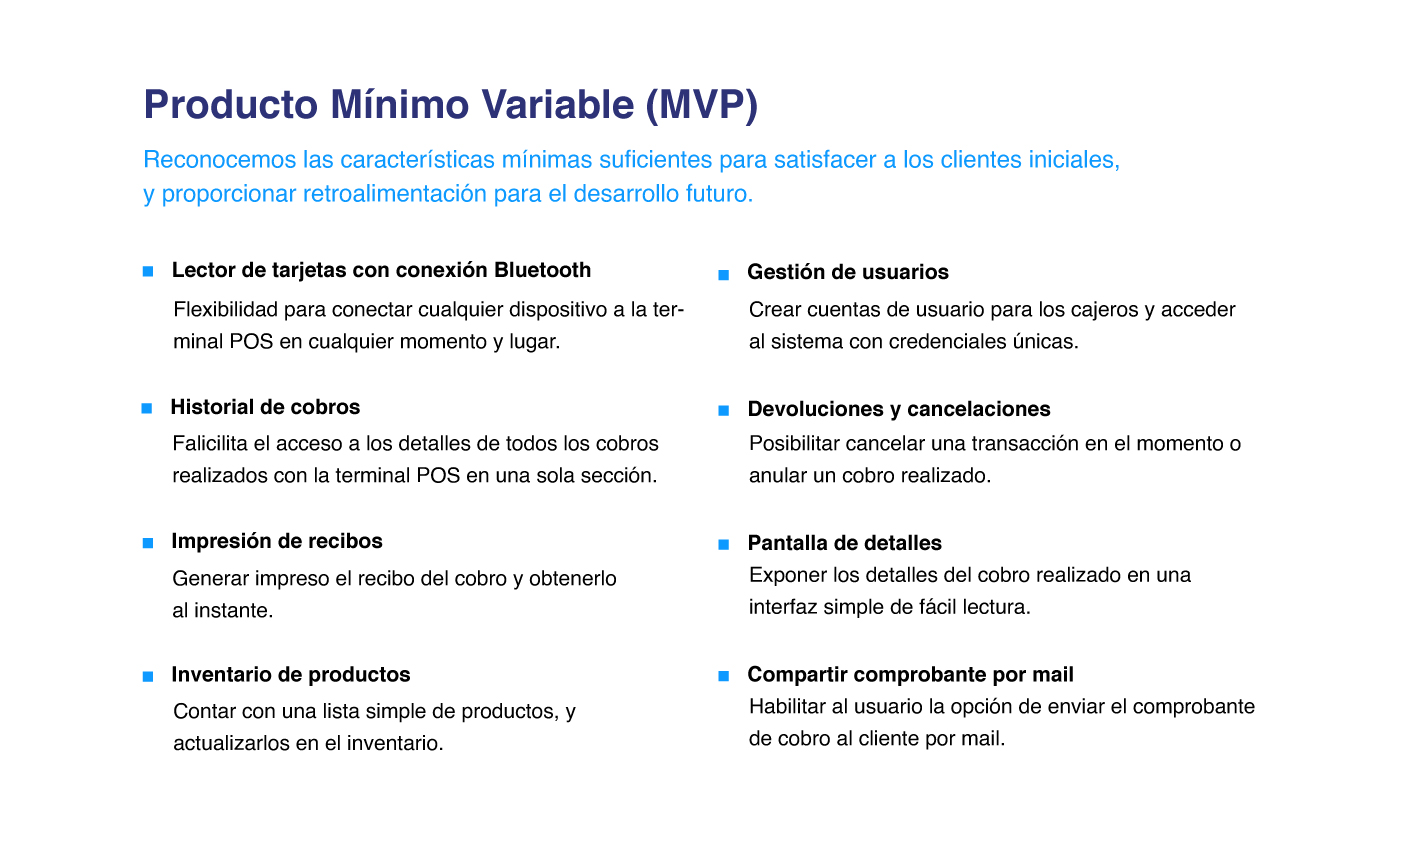 Producto Mínimo Variable (MVP)
Reconocemos las características mínimas suficientes para satisfacer a los clientes iniciales,
y proporcionar retroalimentación para el desarrollo futuro.
Lector de tarjetas con conexión Bluetooth
Flexibilidad para conectar cualquier dispositivo a la ter-
minal POS en cualquier momento y lugar.
Historial de cobros
Falicilita el acceso a los detalles de todos los cobros
realizados con la terminal POS en una sola sección.
Impresión de recibos
Generar impreso el recibo del cobro y obtenerlo
al instante.
Inventario de productos
Contar con una lista simple de productos, y
actualizarlos en el inventario.
Gestión de usuarios
Crear cuentas de usuario para los cajeros y acceder
al sistema con credenciales únicas.
Devoluciones y cancelaciones
Posibilitar cancelar una transacción en el momento o
anular un cobro realizado.
Pantalla de detalles
Exponer los detalles del cobro realizado en una
interfaz simple de fácil lectura.
Compartir comprobante por mail
Habilitar al usuario la opción de enviar el comprobante
de cobro al cliente por mail.